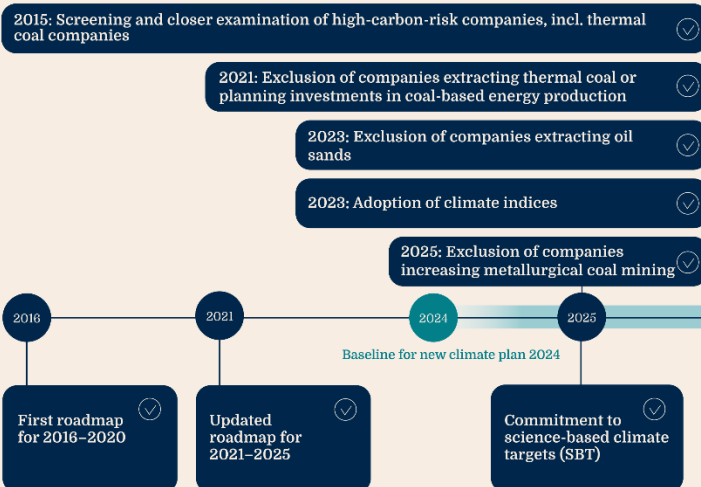 2015: Screening and closer examination of high-carbon-risk companies, incl. thermal
coal companies
2021: Exclusion of companies extracting thermal coal or
planning investments in coal-based energy production
2023: Exclusion of companies extracting oil
sands
2023: Adoption of climate indices
2025: Exclusion of companies
increasing metallurgical coal mining
2016
2021
2024
2025
Baseline for new climate plan 2024
First roadmap
for 2016–2020
Updated
roadmap for
2021–2025
Commitment to
science-based climate
targets (SBT)